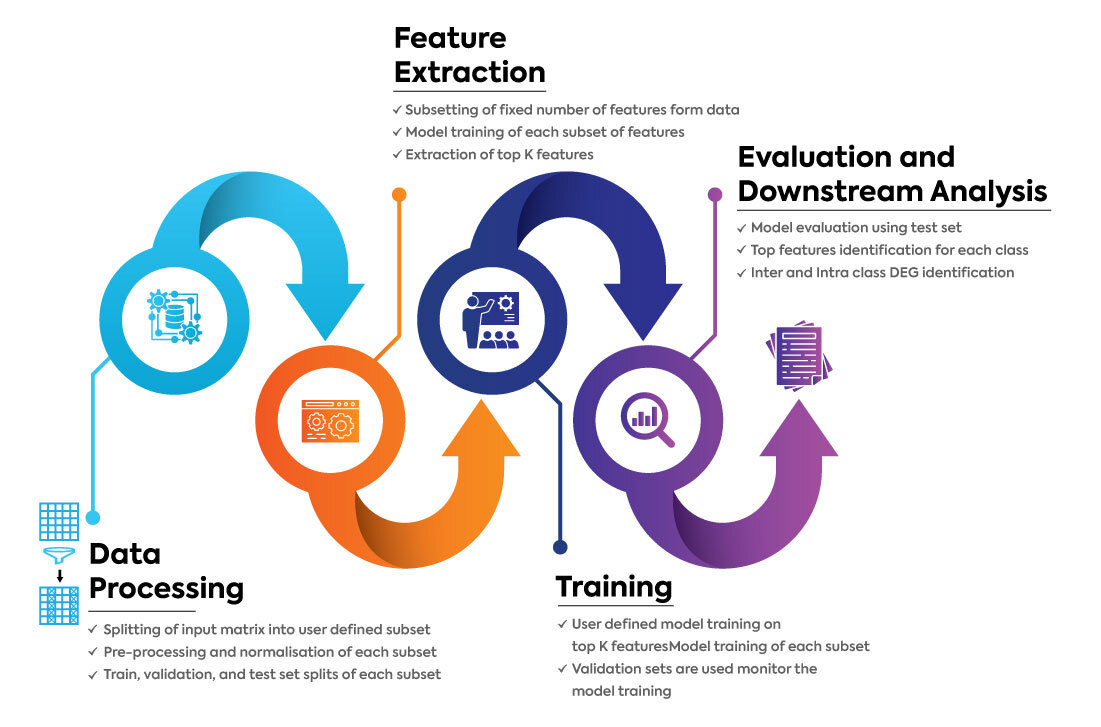 Feature
Extraction
✓ Subsetting of fixed number of features form data
✓ Model training of each subset of features
✓ Extraction of top K features
Evaluation and
Downstream Analysis
✓ Model evaluation using test set
✓ Top features identification for each class
✓ Inter and Intra class DEG identification
Data
Processing
✓ Splitting of input matrix into user defined subset
✓ Pre-processing and normalisation of each subset
✓ Train, validation, and test set splits of each subset
Training
✓ User defined model training on
top K featuresModel training of each subset
✓ Validation sets are used monitor the
model training